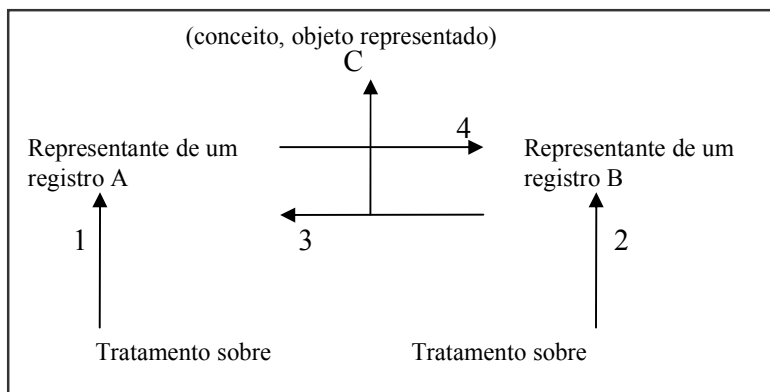 (conceito, objeto representado)
C
4
Representante de um
registro A
Representante de um
registro B
1
3
2
Tratamento sobre
Tratamento sobre